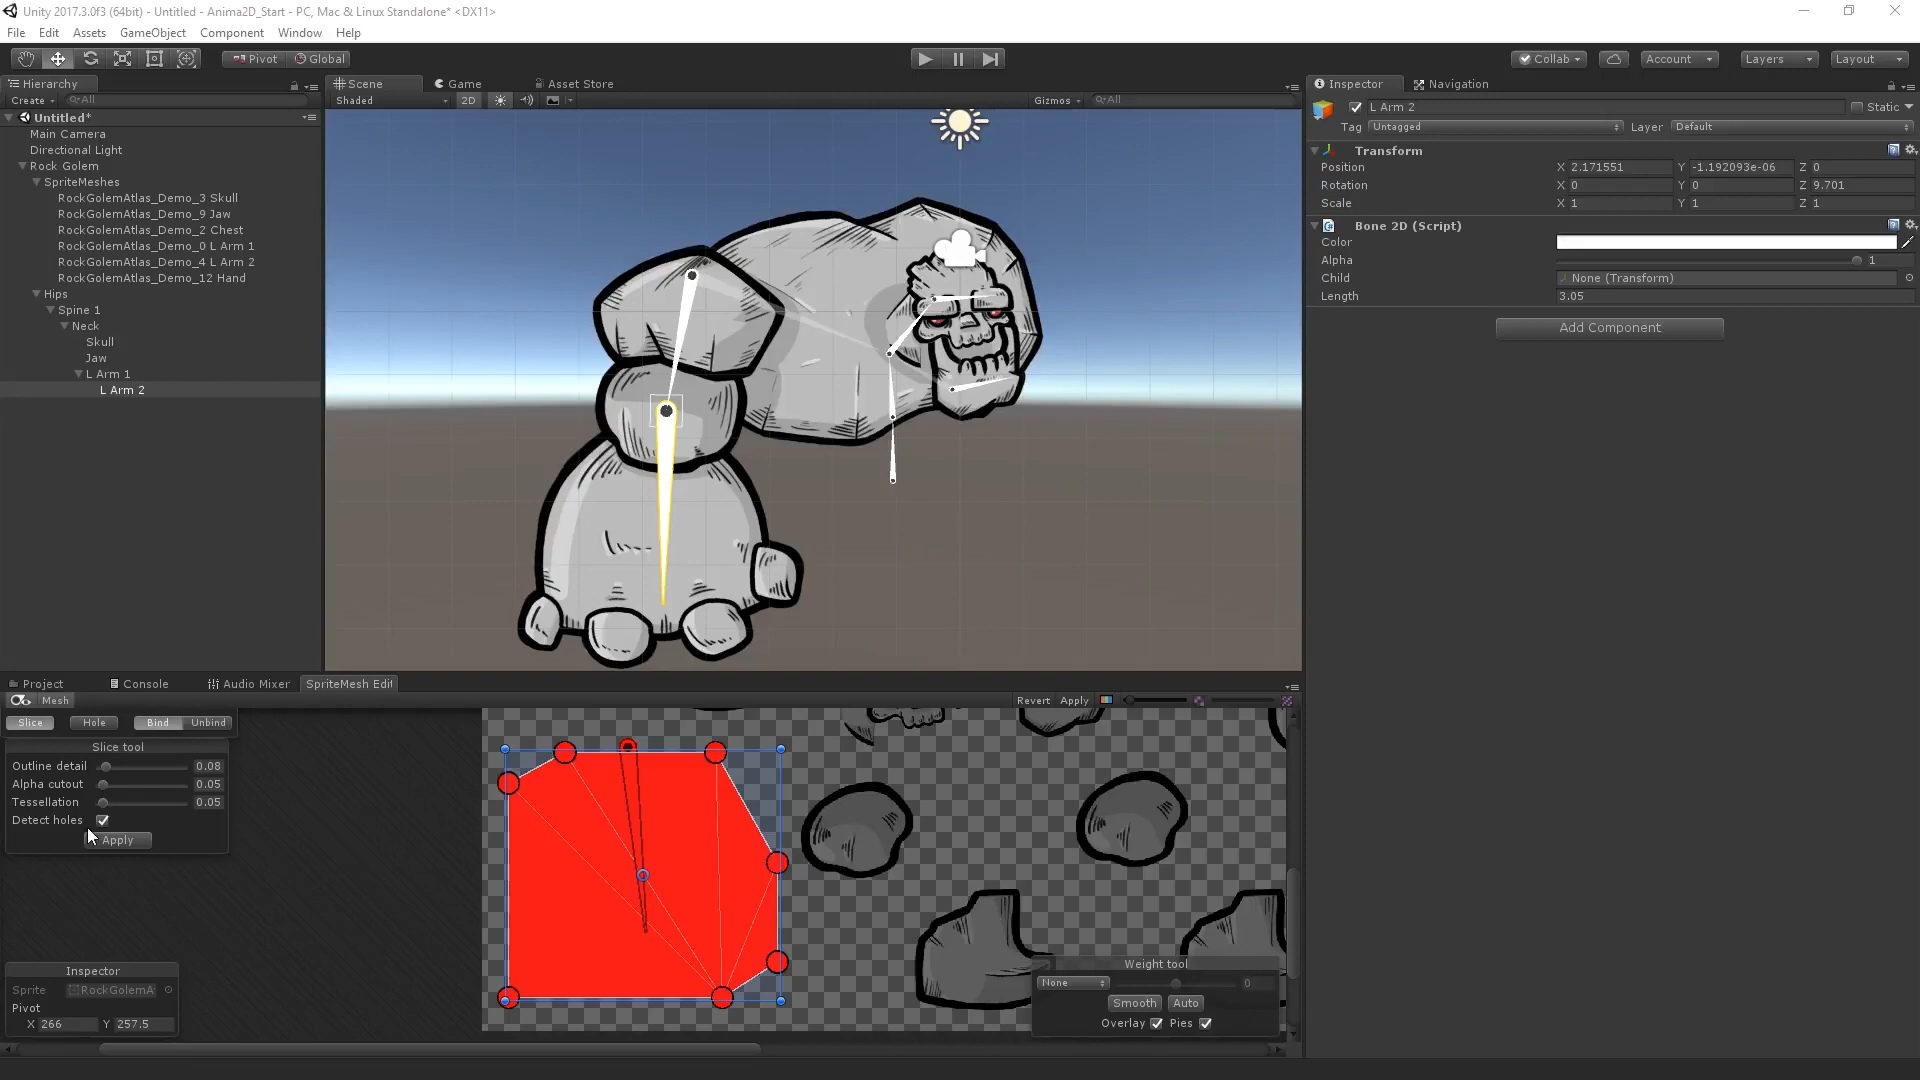 Unity 2017.3.0f3 (64bit) - Untitled - Anima2D_Start - PC, Mac & Linux Standalone* <DX11>
File Edit Assets GameObject Component Window Help
Pivot Global Collab Account Layers Layout
Hierarchy
Create All
Untitled*
Main Camera
Directional Light
Rock Golem
SpriteMeshes
RockGolemAtlas_Demo_3 Skull
RockGolemAtlas_Demo_9 Jaw
RockGolemAtlas_Demo_2 Chest
RockGolemAtlas_Demo_0 L Arm 1
RockGolemAtlas_Demo_4 L Arm 2
RockGolemAtlas_Demo_12 Hand
Hips
Spine 1
Neck
Skull
Jaw
L Arm 1
L Arm 2
Scene Game Asset Store
Shaded 2D Gizmos All
Inspector Navigation
L Arm 2 Static
Tag Untagged Layer Default
Transform
Position X 2.171551 Y -1.192093e-06 Z 0
Rotation X 0 Y 0 Z 9.701
Scale X 1 Y 1 Z 1
Bone 2D (Script)
Color
Alpha 1
Child None (Transform)
Length 3.05
Add Component
Project Console Audio Mixer SpriteMesh Edit
Mesh Revert Apply
Slice Hole Bind Unbind
Slice tool
Outline detail 0.08
Alpha cutout 0.05
Tessellation 0.05
Detect holes
Apply
Inspector
Sprite RockGolemA
Pivot
X 266 Y 257.5
Weight tool
None 0
Smooth Auto
Overlay Pies